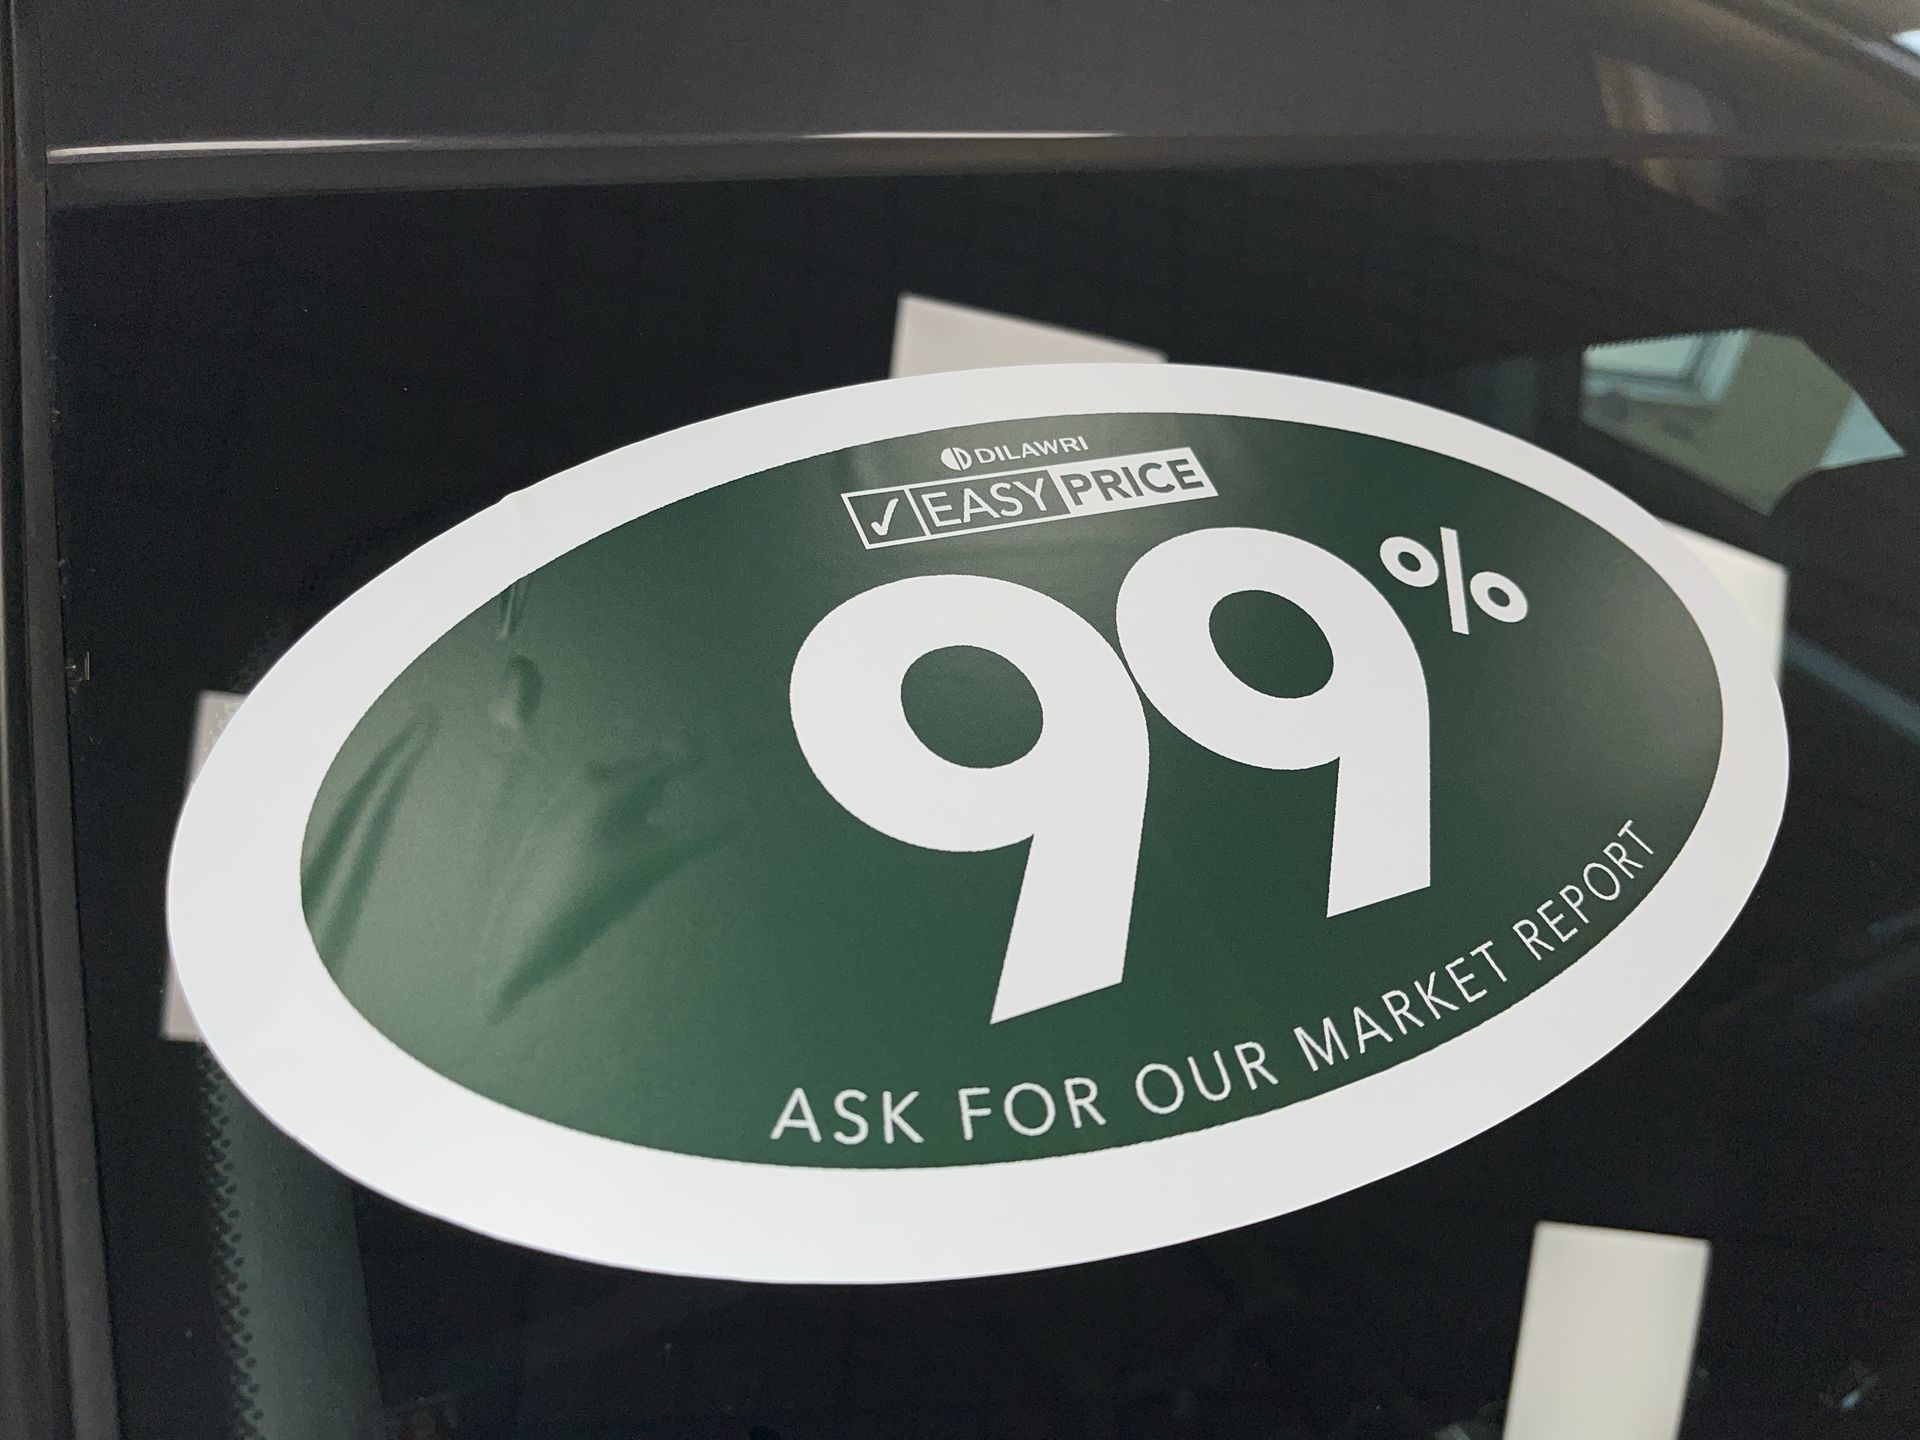 DILAWRI
✓ EASY PRICE
99%
ASK FOR OUR MARKET REPORT